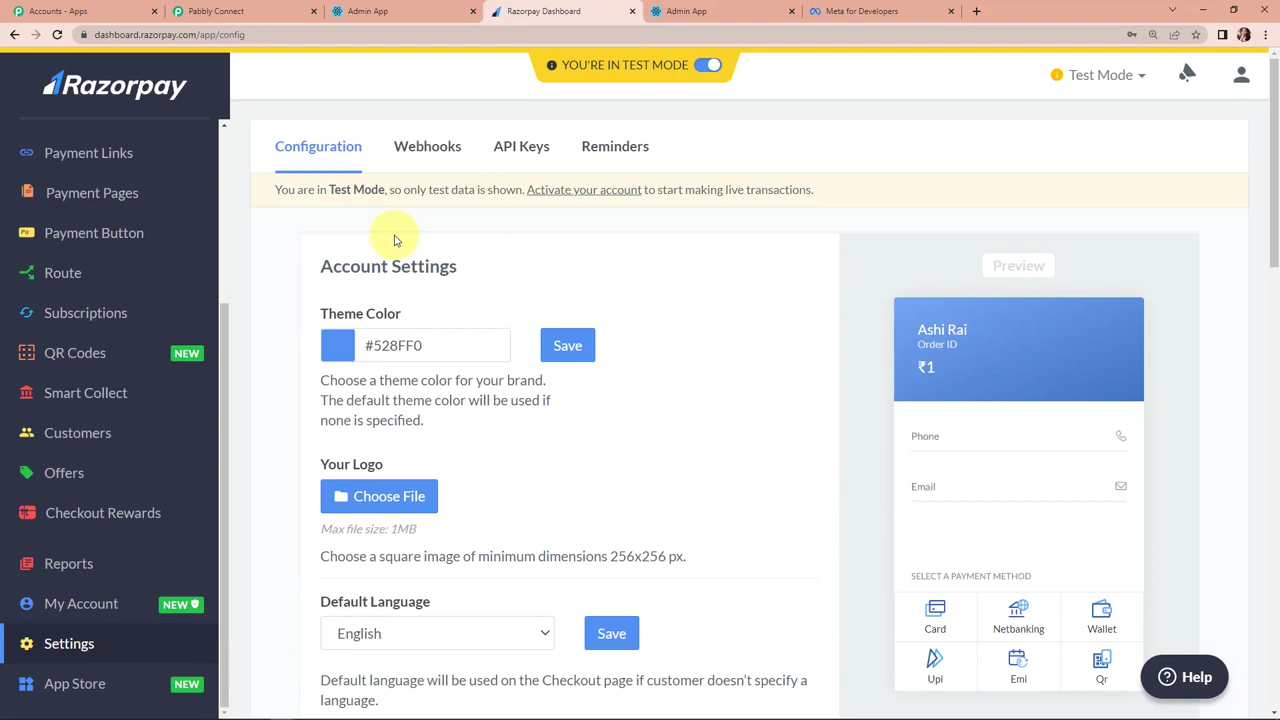 Accounts - Apps
Pabbly Connect
Admin App
Razorpay Dashboard
Admin App
Meta for Developers
dashboard.razorpay.com/app/config
Razorpay
YOU'RE IN TEST MODE
Test Mode
Payment Links
Payment Pages
Payment Button
Route
Subscriptions
QR Codes NEW
Smart Collect
Customers
Offers
Checkout Rewards
Reports
My Account NEW
Settings
App Store NEW
Configuration Webhooks API Keys Reminders
You are in Test Mode, so only test data is shown. Activate your account to start making live transactions.
Account Settings
Theme Color
#528FF0
Save
Choose a theme color for your brand.
The default theme color will be used if
none is specified.
Your Logo
Choose File
Max file size: 1MB
Choose a square image of minimum dimensions 256x256 px.
Default Language
English
Save
Default language will be used on the Checkout page if customer doesn't specify a
language.
Preview
Ashi Rai
Order ID
₹1
Phone
Email
SELECT A PAYMENT METHOD
Card Netbanking Wallet
Upi Emi Qr
Help